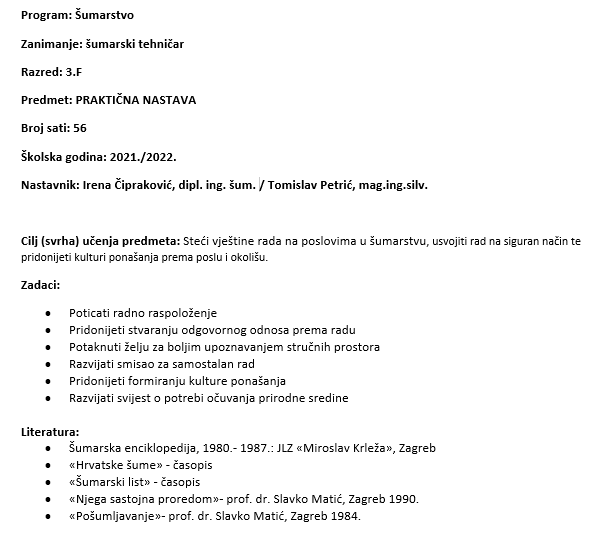 Program: Šumarstvo
Zanimanje: šumarski tehničar
Razred: 3.F
Predmet: PRAKTIČNA NASTAVA
Broj sati: 56
Školska godina: 2021./2022.
Nastavnik: Irena Čipraković, dipl. ing. šum. / Tomislav Petrić, mag.ing.silv.
Cilj (svrha) učenja predmeta: Steći vještine rada na poslovima u šumarstvu, usvojiti rad na siguran način te
pridonijeti kulturi ponašanja prema poslu i okolišu.
Zadaci:
• Poticati radno raspoloženje
• Pridonijeti stvaranju odgovornog odnosa prema radu
• Potaknuti želju za boljim upoznavanjem stručnih prostora
• Razvijati smisao za samostalan rad
• Pridonijeti formiranju kulture ponašanja
• Razvijati svijest o potrebi očuvanja prirodne sredine
Literatura:
• Šumarska enciklopedija, 1980.- 1987.: JLZ «Miroslav Krleža», Zagreb
• «Hrvatske šume» - časopis
• «Šumarski list» - časopis
• «Njega sastojna proredom»- prof. dr. Slavko Matić, Zagreb 1990.
• «Pošumljavanje»- prof. dr. Slavko Matić, Zagreb 1984.